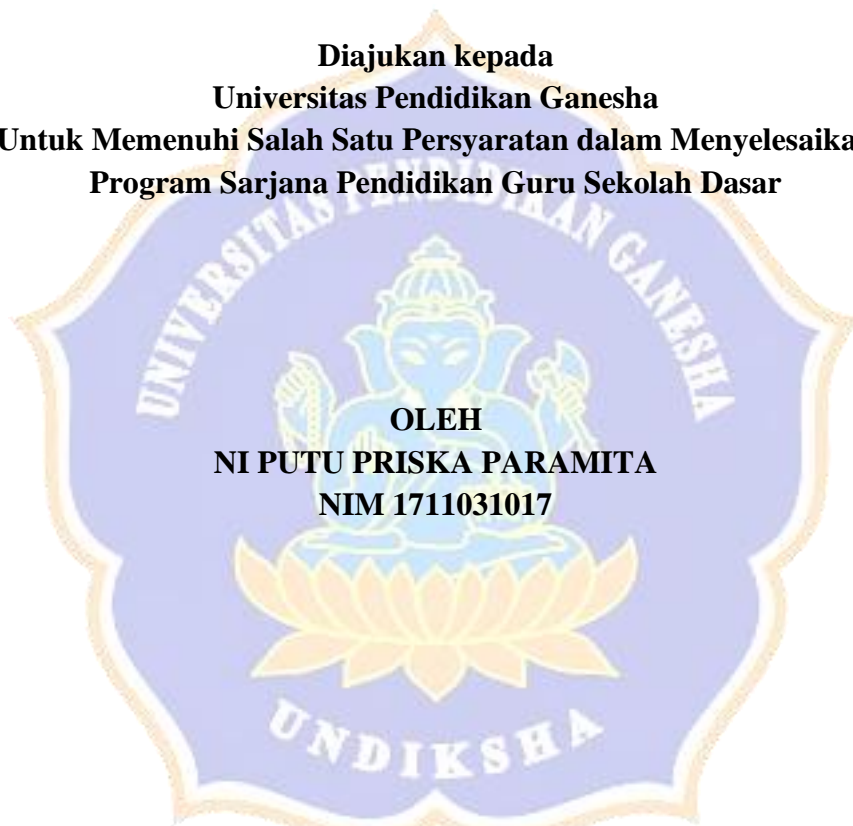 Diajukan kepada
Universitas Pendidikan Ganesha
Untuk Memenuhi Salah Satu Persyaratan dalam Menyelesaika
Program Sarjana Pendidikan Guru Sekolah Dasar
UNIVERSITAS PENDIDIKAN GANESHA
OLEH
NI PUTU PRISKA PARAMITA
NIM 1711031017
UNDIKSHA